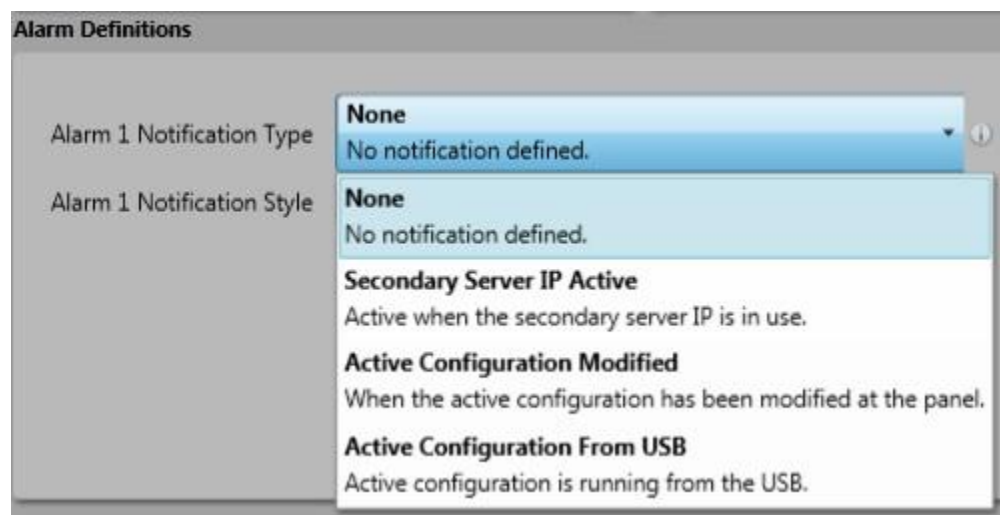 Alarm Definitions
Alarm 1 Notification Type
None
No notification defined.
Alarm 1 Notification Style
None
No notification defined.
Secondary Server IP Active
Active when the secondary server IP is in use.
Active Configuration Modified
When the active configuration has been modified at the panel.
Active Configuration From USB
Active configuration is running from the USB.